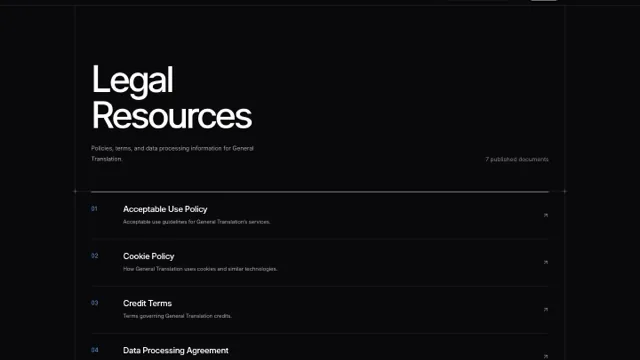 Legal
Resources
Policies, terms, and data processing information for General
Translation.
7 published documents
01
Acceptable Use Policy
Acceptable use guidelines for General Translation's services.
02
Cookie Policy
How General Translation uses cookies and similar technologies.
03
Credit Terms
Terms governing General Translation credits.
04
Data Processing Agreement